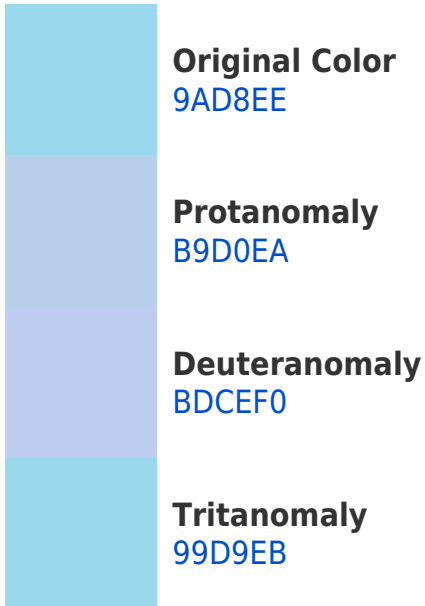 Original Color
9AD8EE
Protanomaly
B9D0EA
Deuteranomaly
BDCEF0
Tritanomaly
99D9EB